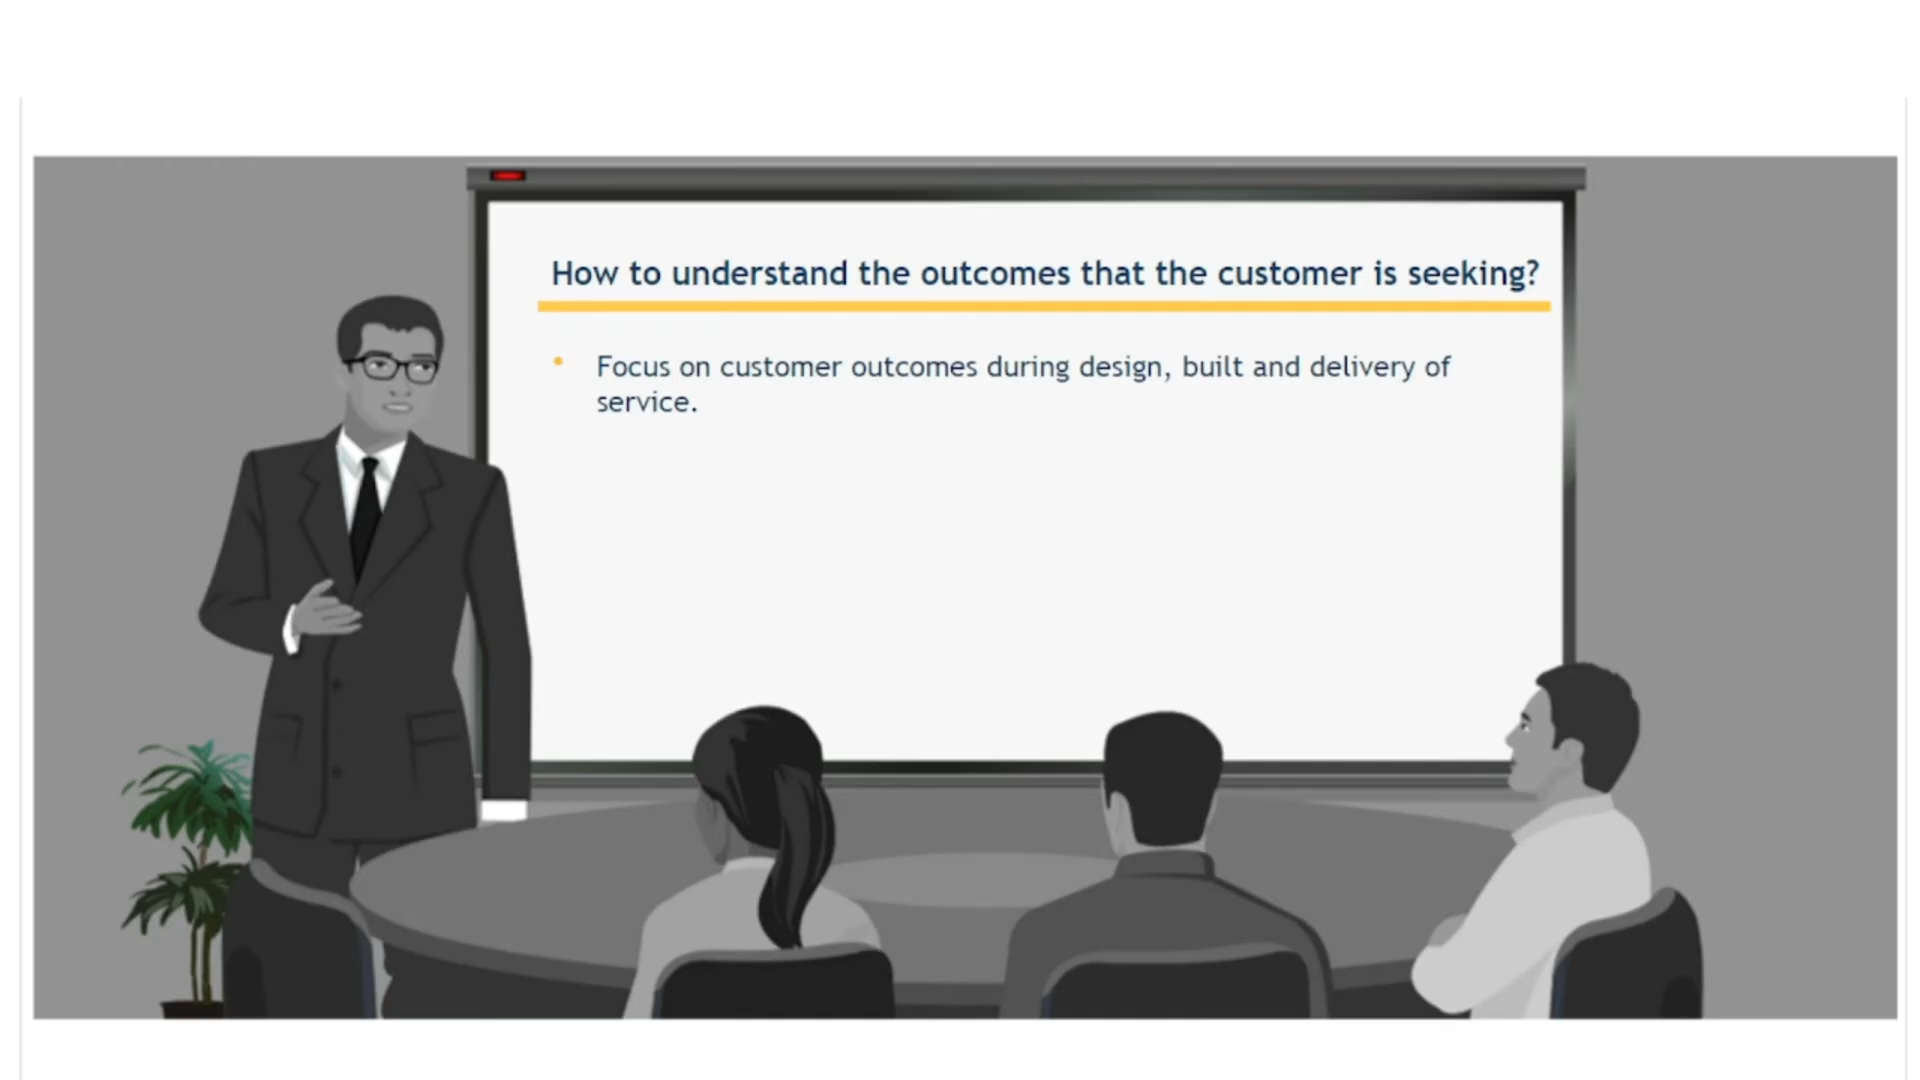 How to understand the outcomes that the customer is seeking?
• Focus on customer outcomes during design, built and delivery of
service.